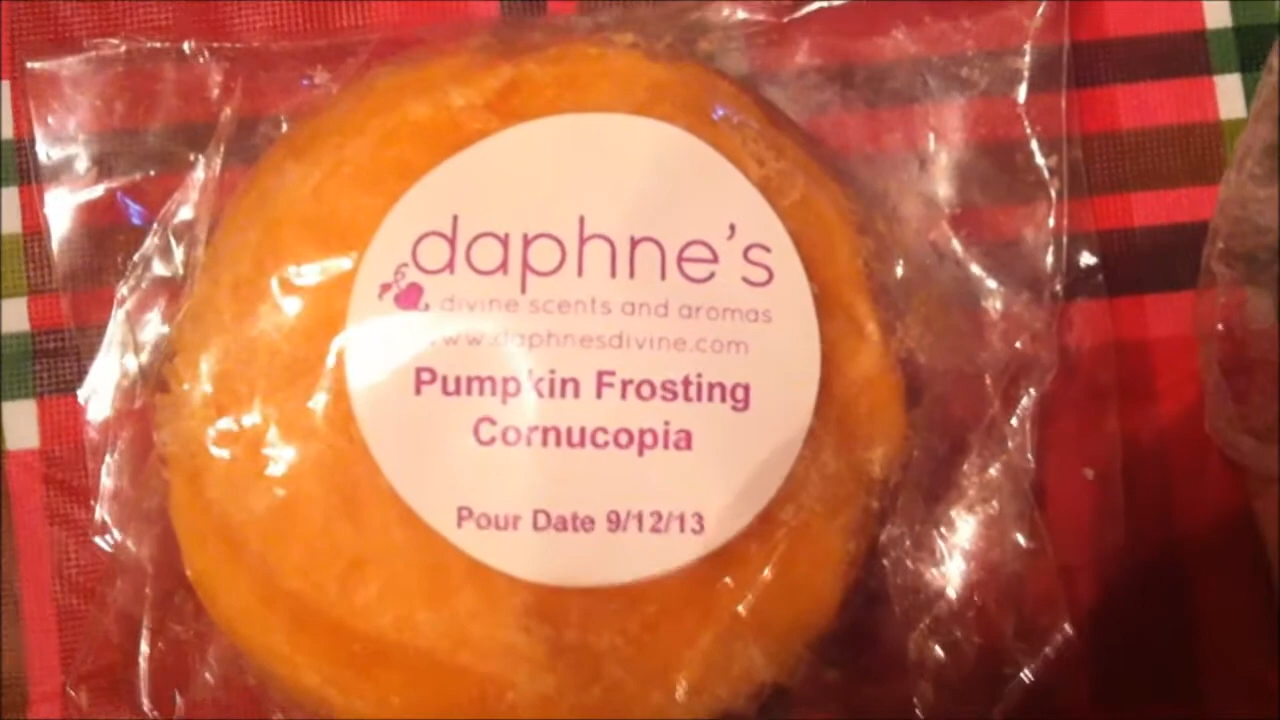 daphne's
divine scents and aromas
www.daphnesdivine.com
Pumpkin Frosting
Cornucopia
Pour Date 9/12/13